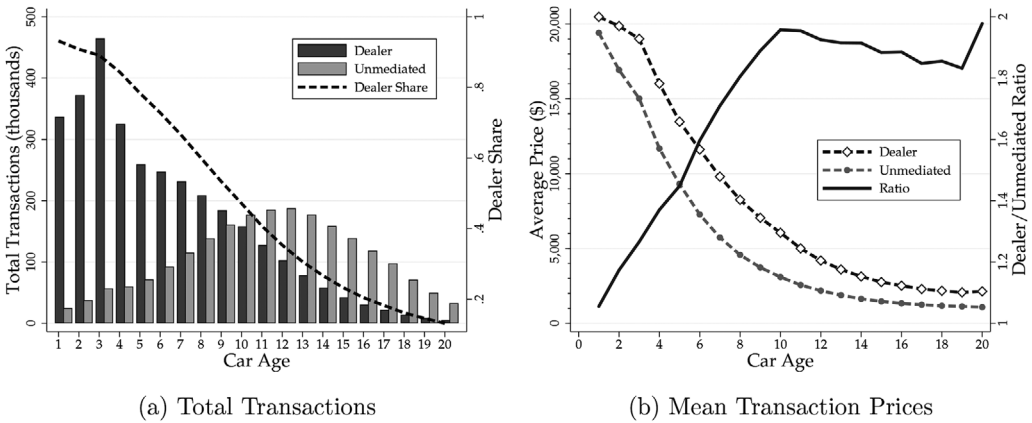 500
400
300
200
100
0
Total Transactions (thousands)
1
.8
.6
.4
.2
Dealer Share
Dealer
Unmediated
Dealer Share
1 2 3 4 5 6 7 8 9 10 11 12 13 14 15 16 17 18 19 20
Car Age
(a) Total Transactions
20,000
15,000
10,000
5,000
0
Average Price ($)
2
1.8
1.6
1.4
1.2
1
Dealer/Unmediated Ratio
Dealer
Unmediated
Ratio
0 2 4 6 8 10 12 14 16 18 20
Car Age
(b) Mean Transaction Prices